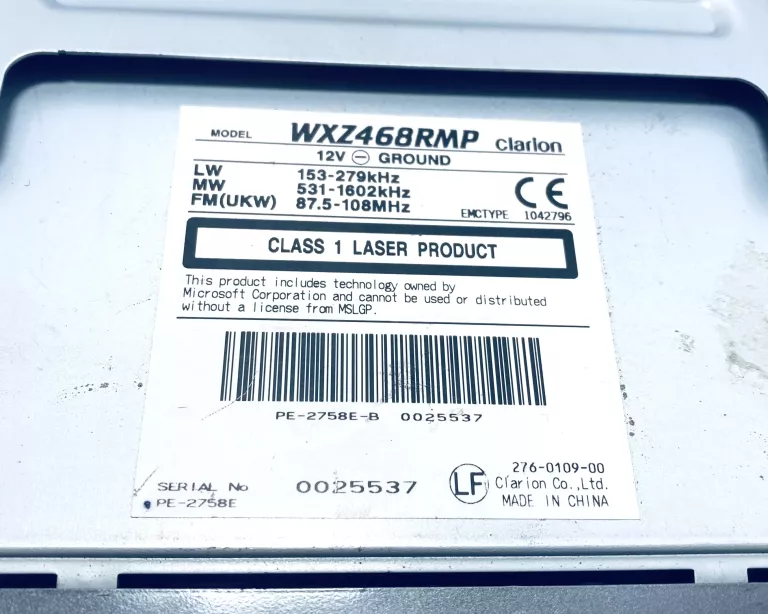 MODEL WXZ468RMP clarion
12V ⊖ GROUND
LW 153-279kHz
MW 531-1602kHz
FM(UKW) 87.5-108MHz
CE
EMCTYPE 1042796
CLASS 1 LASER PRODUCT
This product includes technology owned by
Microsoft Corporation and cannot be used or distributed
without a license from MSLGP.
PE-2758E-B 0025537
276-0109-00
SERIAL No 0025537 LF Clarion Co.,Ltd.
PE-2758E MADE IN CHINA